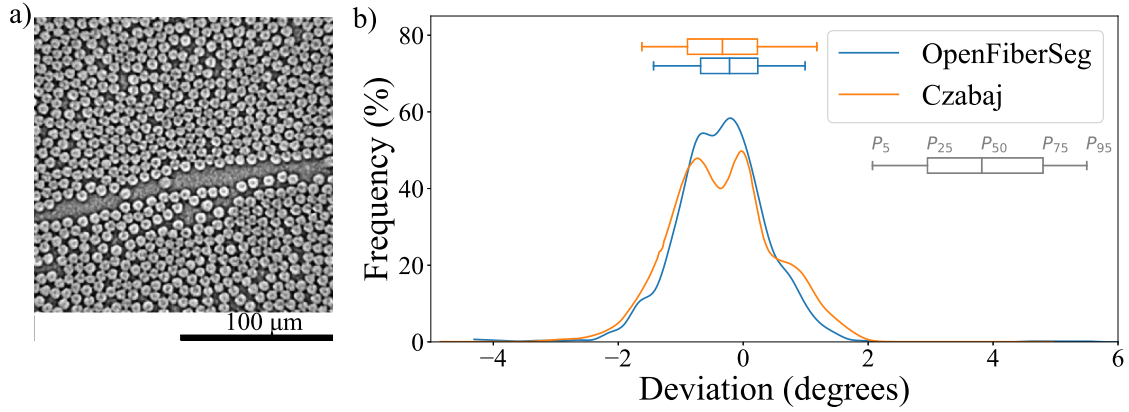 a)
100 μm
b)
Frequency (%)
80
60
40
20
0
−4
−2
0
2
4
6
Deviation (degrees)
OpenFiberSeg
Czabaj
P5 P25 P50 P75 P95